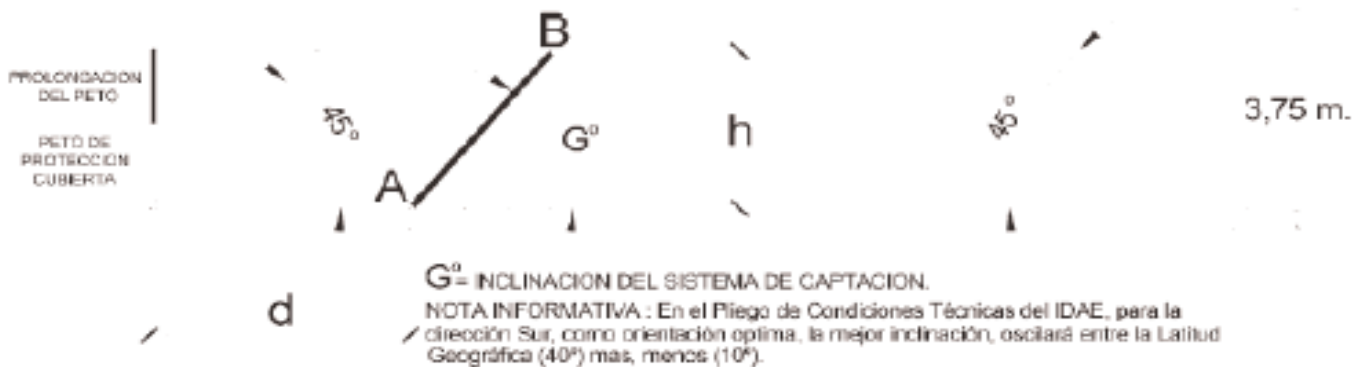 B
PROLONGACION
DEL PETO
45º
Gº
h
45º
3,75 m.
PETO DE
PROTECCION
CUBIERTA
A
d
Gº= INCLINACION DEL SISTEMA DE CAPTACION.
NOTA INFORMATIVA : En el Pliego de Condiciones Técnicas del IDAE, para la
dirección Sur, como orientación optima, la mejor inclinación, oscilará entre la Latitud
Geográfica (40º) mas, menos (10º).